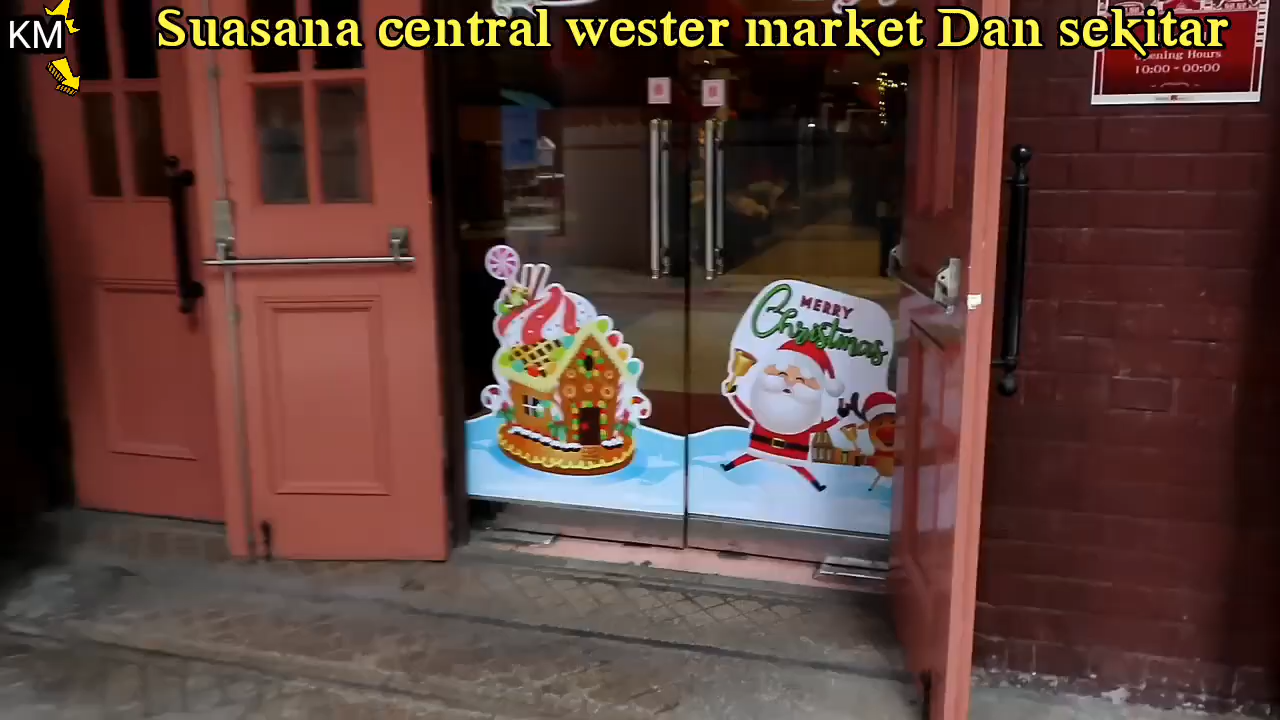 KM
Suasana central wester market Dan sekitar
Opening Hours
10:00 - 00:00
MERRY
Christmas